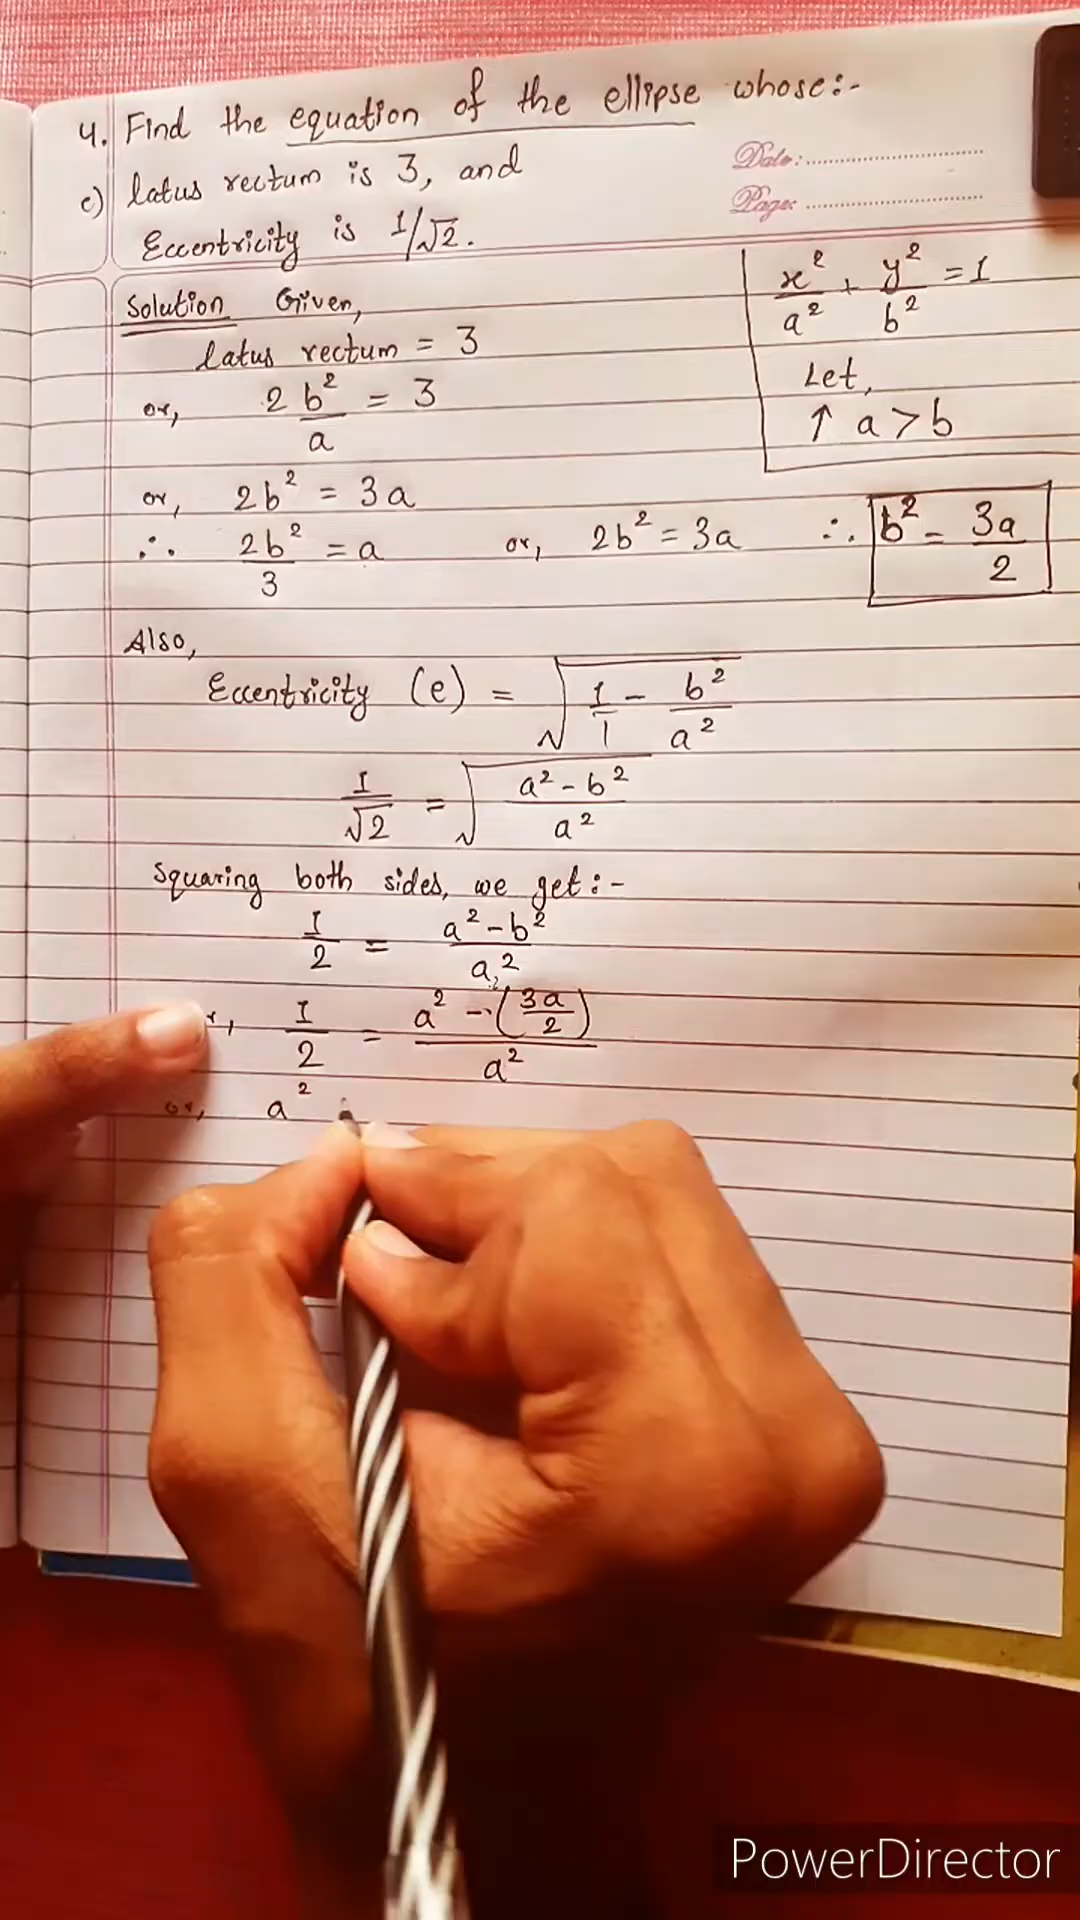 4. Find the equation of the ellipse whose:-
c) latus rectum is 3, and
Eccentricity is 1/√2.
Date:
Page:
x²/a² + y²/b² = 1
Let,
↑ a > b
Solution Given,
latus rectum = 3
or, 2b²/a = 3
or, 2b² = 3a
∴ 2b²/3 = a or, 2b² = 3a ∴ b² = 3a/2
Also,
Eccentricity (e) = √(1/1 - b²/a²)
1/√2 = √((a² - b²)/a²)
Squaring both sides, we get:-
1/2 = (a² - b²)/a²
1/2 = (a² - (3a/2))/a²
or, a²
PowerDirector